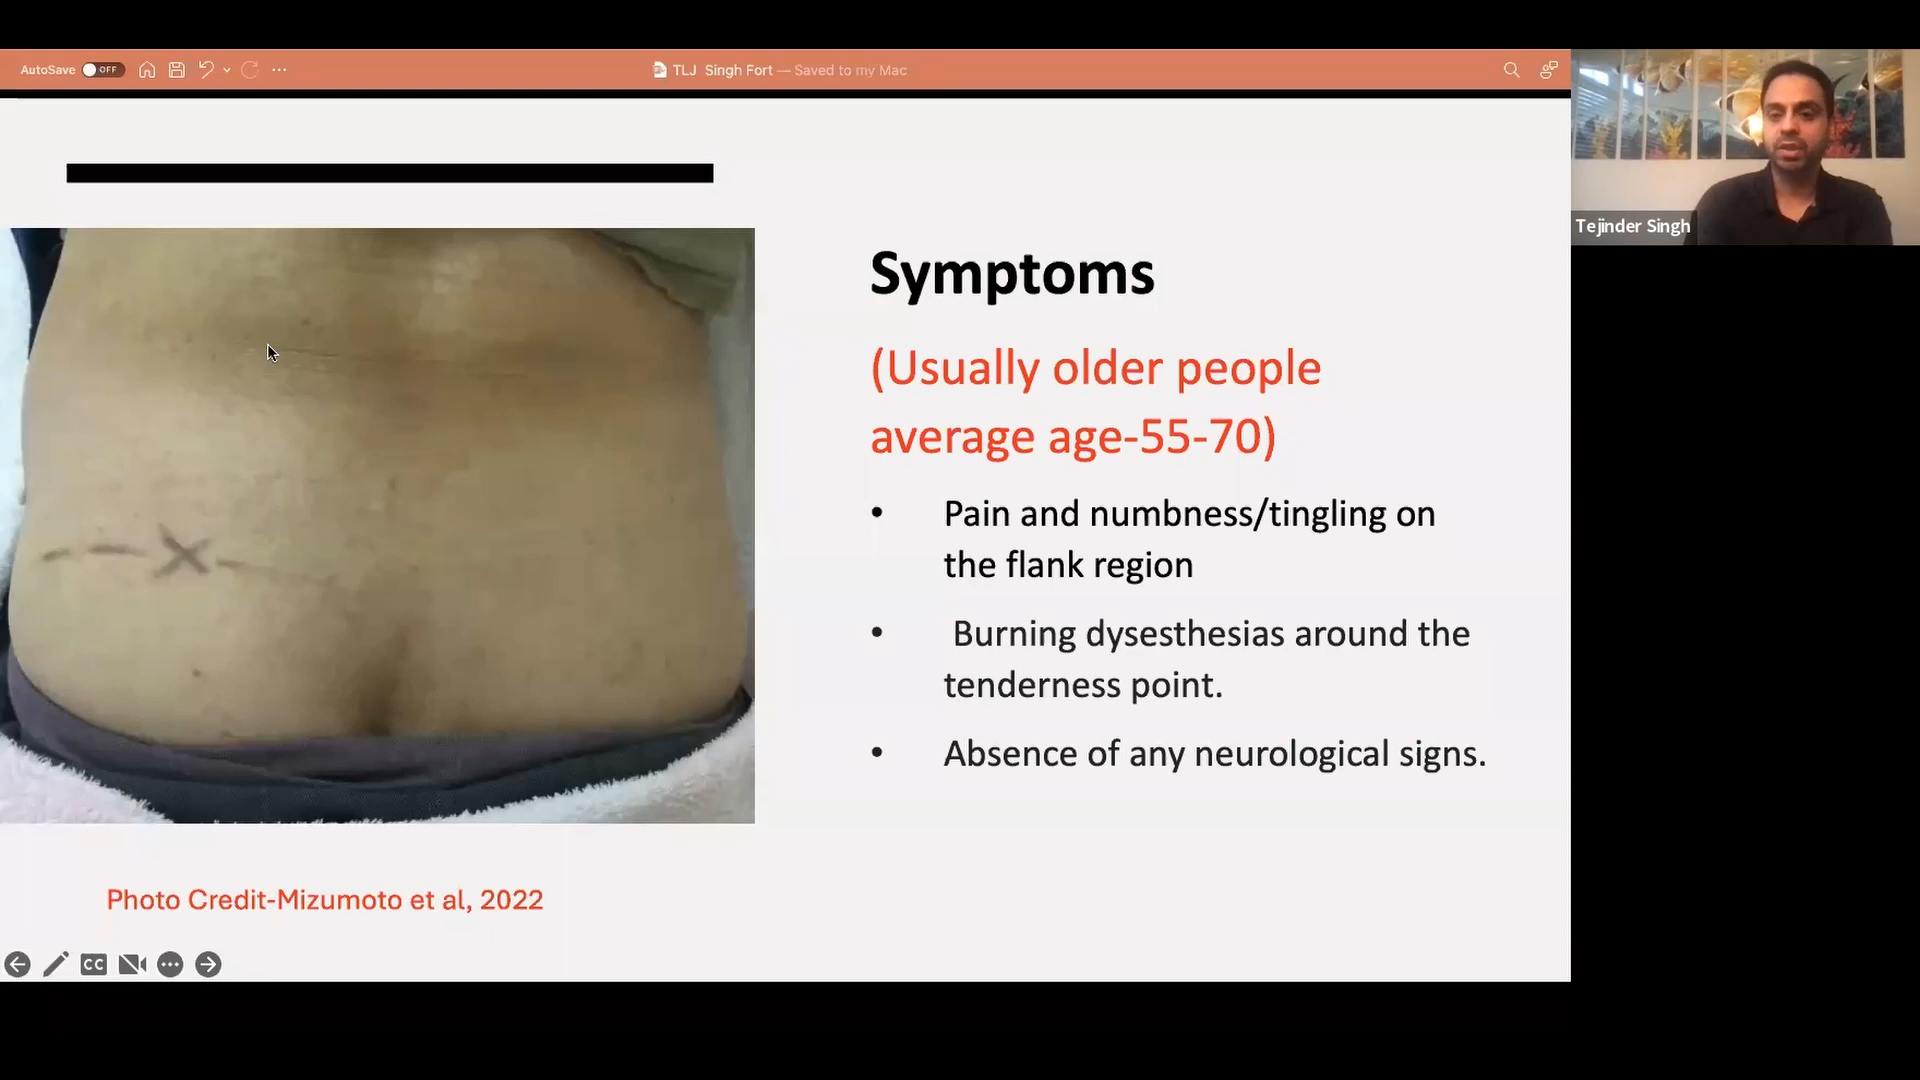 AutoSave OFF
TLJ Singh Fort — Saved to my Mac
Tejinder Singh
Symptoms
(Usually older people
average age-55-70)
• Pain and numbness/tingling on
the flank region
• Burning dysesthesias around the
tenderness point.
• Absence of any neurological signs.
Photo Credit-Mizumoto et al, 2022
CC